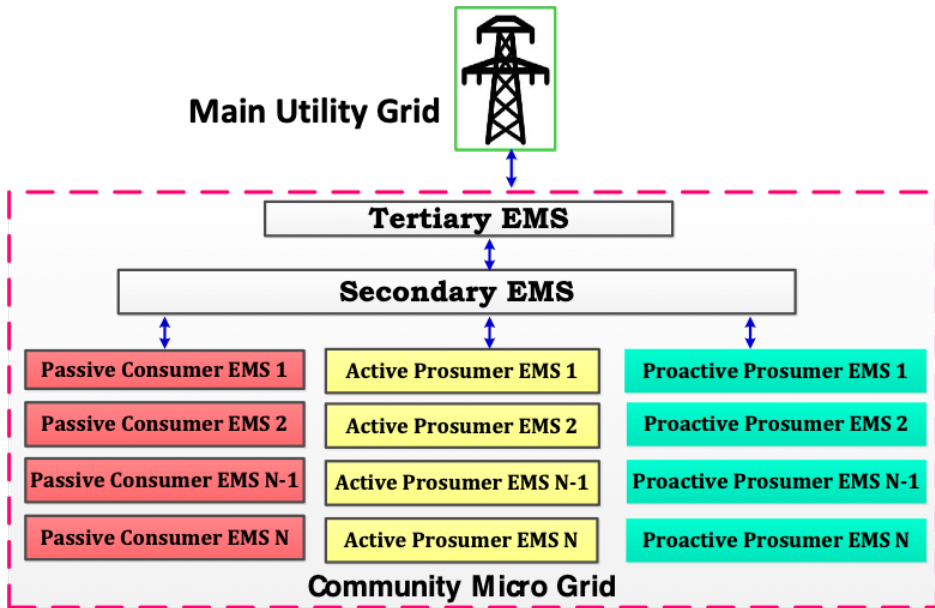 Main Utility Grid
Tertiary EMS
Secondary EMS
Passive Consumer EMS 1
Active Prosumer EMS 1
Proactive Prosumer EMS 1
Passive Consumer EMS 2
Active Prosumer EMS 2
Proactive Prosumer EMS 2
Passive Consumer EMS N-1
Active Prosumer EMS N-1
Proactive Prosumer EMS N-1
Passive Consumer EMS N
Active Prosumer EMS N
Proactive Prosumer EMS N
Community Micro Grid